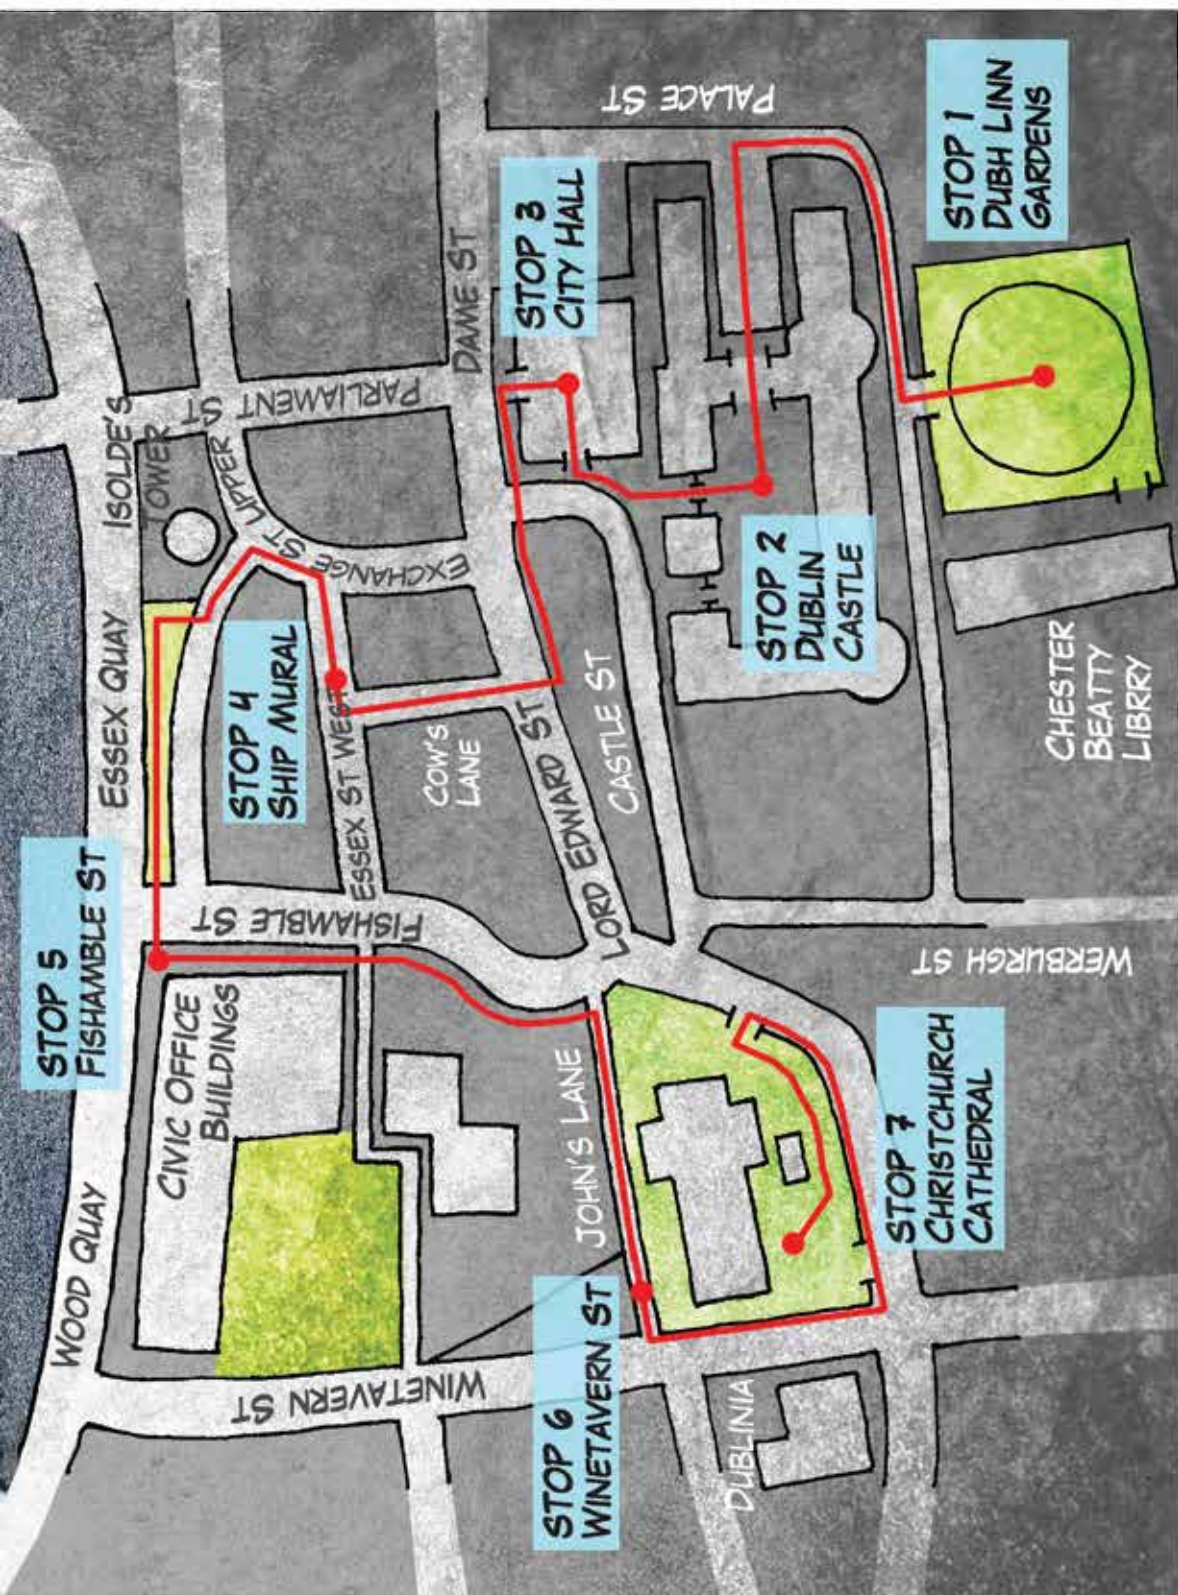 STOP 5
FISHAMBLE ST
WOOD QUAY
ESSEX QUAY
ISOLDE'S
TOWER
CIVIC OFFICE
BUILDINGS
FISHAMBLE ST
STOP 4
SHIP MURAL
EXCHANGE ST UPPER
PARLIAMENT ST
WINETAVERN ST
ESSEX ST WEST
COW'S
LANE
DAME ST
STOP 3
CITY HALL
PALACE ST
STOP 6
WINETAVERN ST
JOHN'S LANE
LORD EDWARD ST
CASTLE ST
STOP 2
DUBLIN
CASTLE
DUBLINIA
STOP 7
CHRISTCHURCH
CATHEDRAL
WERBURGH ST
CHESTER
BEATTY
LIBRRY
STOP 1
DUBH LINN
GARDENS